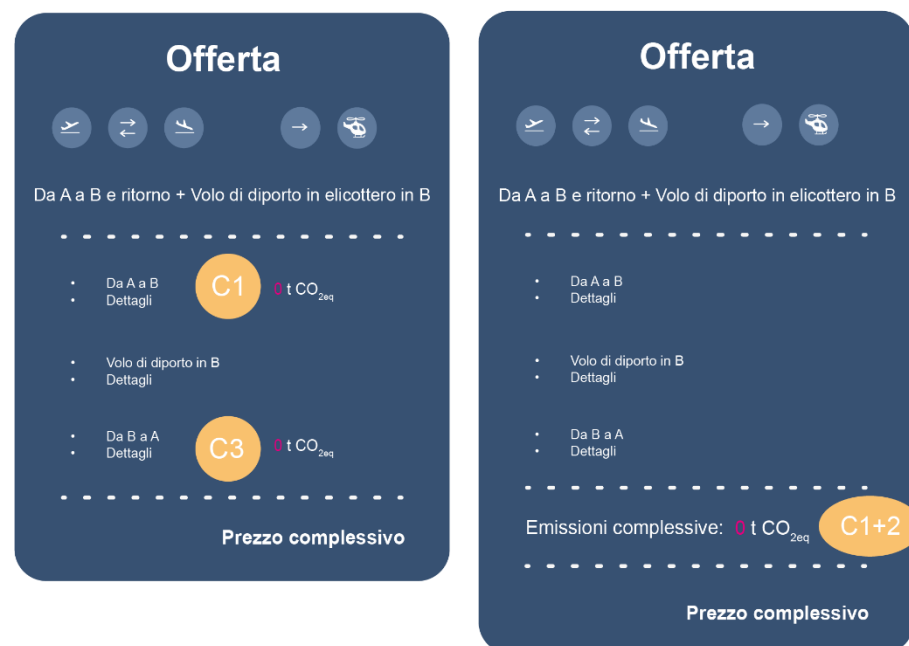 Offerta
Da A a B e ritorno + Volo di diporto in elicottero in B
• Da A a B
• Dettagli
C1
0 t CO2eq
• Volo di diporto in B
• Dettagli
• Da B a A
• Dettagli
C3
0 t CO2eq
Prezzo complessivo
Offerta
Da A a B e ritorno + Volo di diporto in elicottero in B
• Da A a B
• Dettagli
• Volo di diporto in B
• Dettagli
• Da B a A
• Dettagli
Emissioni complessive: 0 t CO2eq
C1+2
Prezzo complessivo